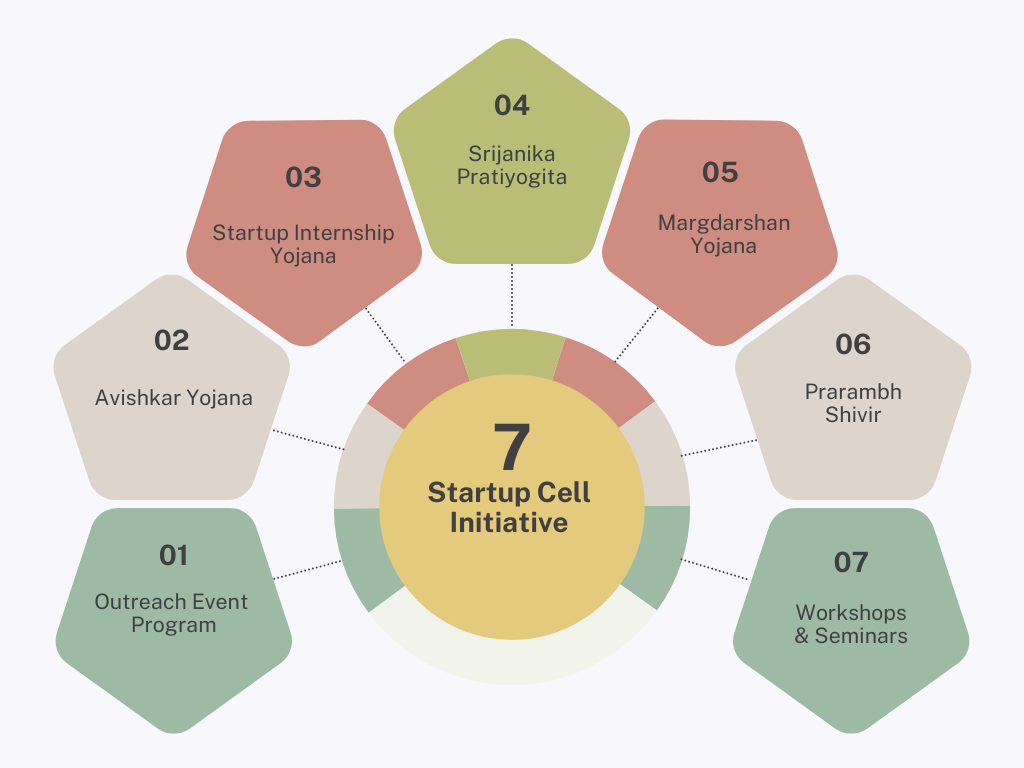 04
Srijanika
Pratiyogita
03
Startup Internship
Yojana
05
Margdarshan
Yojana
02
Avishkar Yojana
06
Prarambh
Shivir
7
Startup Cell
Initiative
01
Outreach Event
Program
07
Workshops
& Seminars